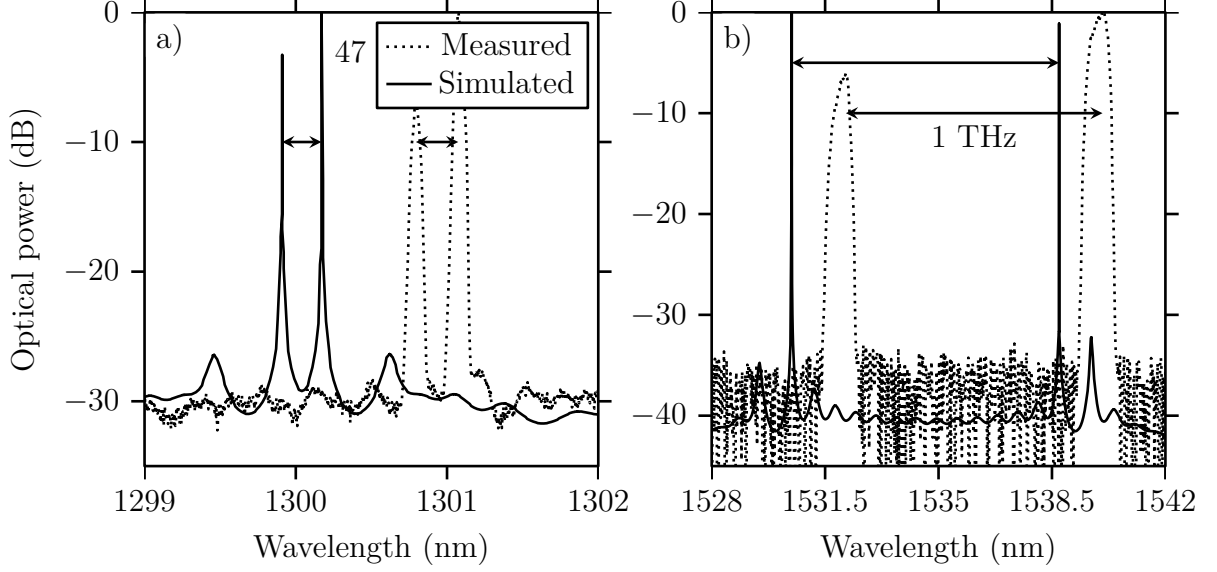 a)
47
Measured
Simulated
0
−10
−20
−30
Optical power (dB)
1299 1300 1301 1302
Wavelength (nm)
b)
1 THz
0
−10
−20
−30
−40
1528 1531.5 1535 1538.5 1542
Wavelength (nm)